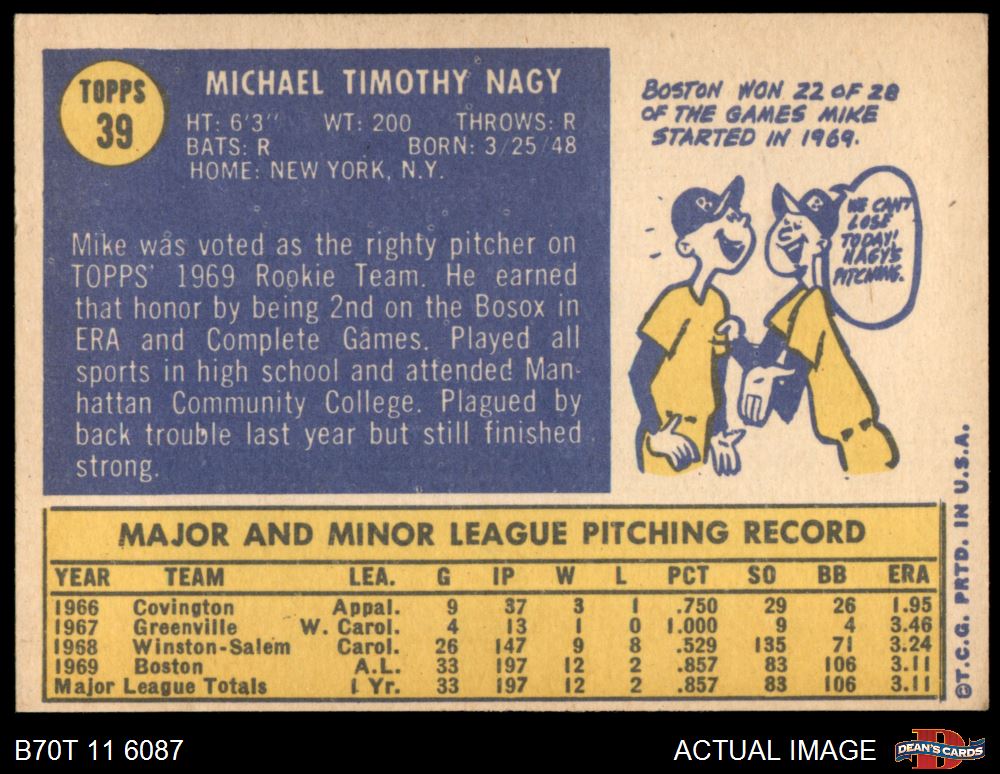 TOPPS
39
MICHAEL TIMOTHY NAGY
HT: 6'3" WT: 200 THROWS: R
BATS: R BORN: 3/25/48
HOME: NEW YORK, N.Y.
Mike was voted as the righty pitcher on
TOPPS' 1969 Rookie Team. He earned
that honor by being 2nd on the Bosox in
ERA and Complete Games. Played all
sports in high school and attended Man-
hattan Community College. Plagued by
back trouble last year but still finished
strong.
BOSTON WON 22 OF 28
OF THE GAMES MIKE
STARTED IN 1969.
B
B
WE CAN'T
LOSE
TODAY!
NAGY'S
PITCHING.
MAJOR AND MINOR LEAGUE PITCHING RECORD
YEAR TEAM LEA. G IP W L PCT SO BB ERA
1966 Covington Appal. 9 37 3 1 .750 29 26 1.95
1967 Greenville W. Carol. 4 13 1 0 1.000 9 4 3.46
1968 Winston-Salem Carol. 26 147 9 8 .529 135 71 3.24
1969 Boston A.L. 33 197 12 2 .857 83 106 3.11
Major League Totals 1 Yr. 33 197 12 2 .857 83 106 3.11
©T.C.G. PRTD. IN U.S.A.
B70T 11 6087
ACTUAL IMAGE
D
DEAN'S CARDS